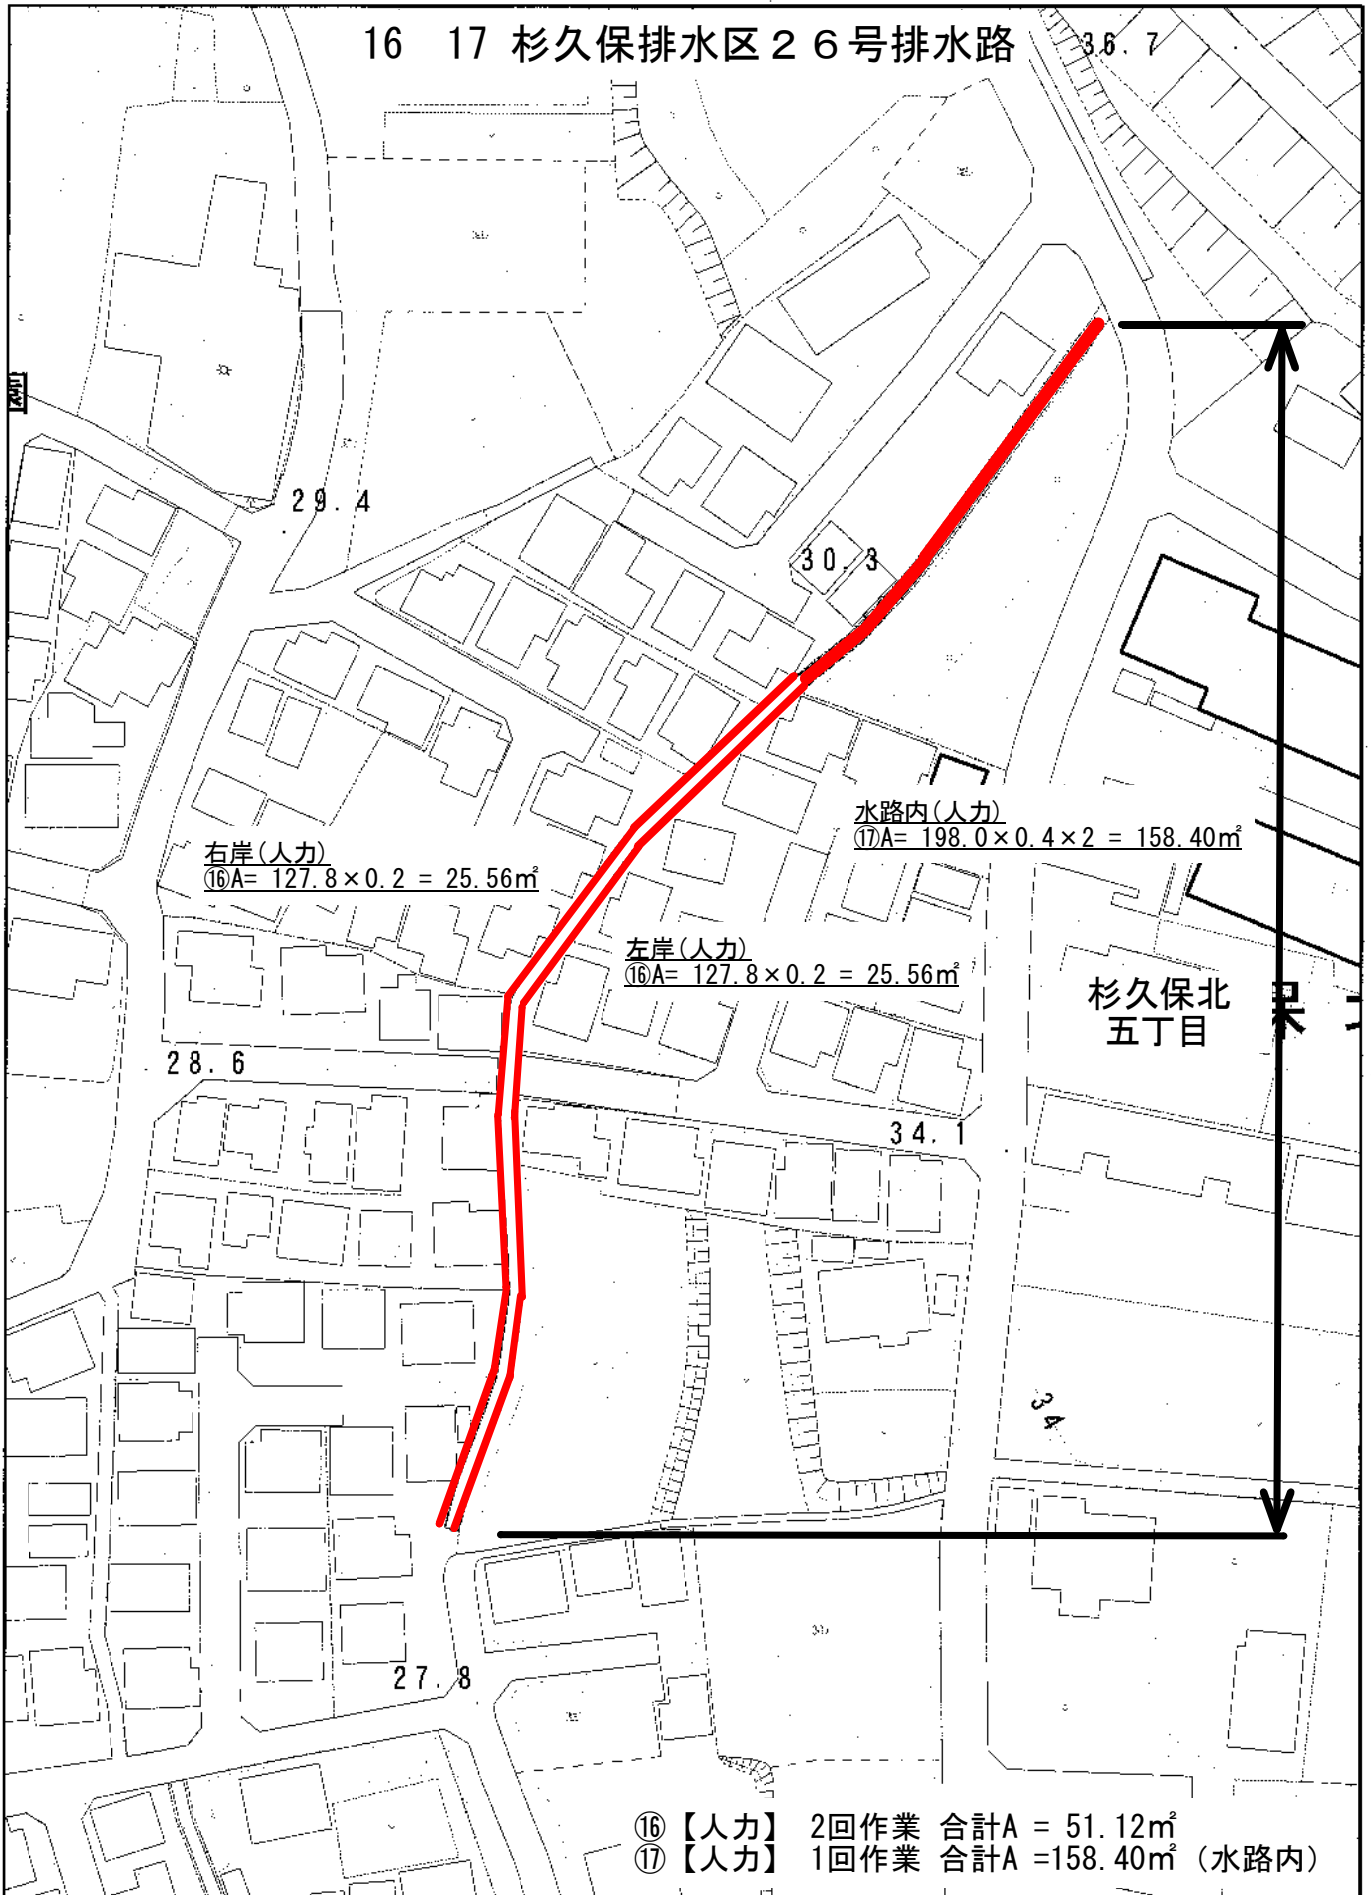 16 17 杉久保排水区２６号排水路
36.7
29.4
30.3
水路内(人力)
⑰A= 198.0×0.4×2 = 158.40㎡
右岸(人力)
⑯A= 127.8×0.2 = 25.56㎡
左岸(人力)
⑯A= 127.8×0.2 = 25.56㎡
杉久保北
五丁目
28.6
34.1
34
27.8
⑯【人力】 2回作業 合計A = 51.12㎡
⑰【人力】 1回作業 合計A =158.40㎡（水路内）